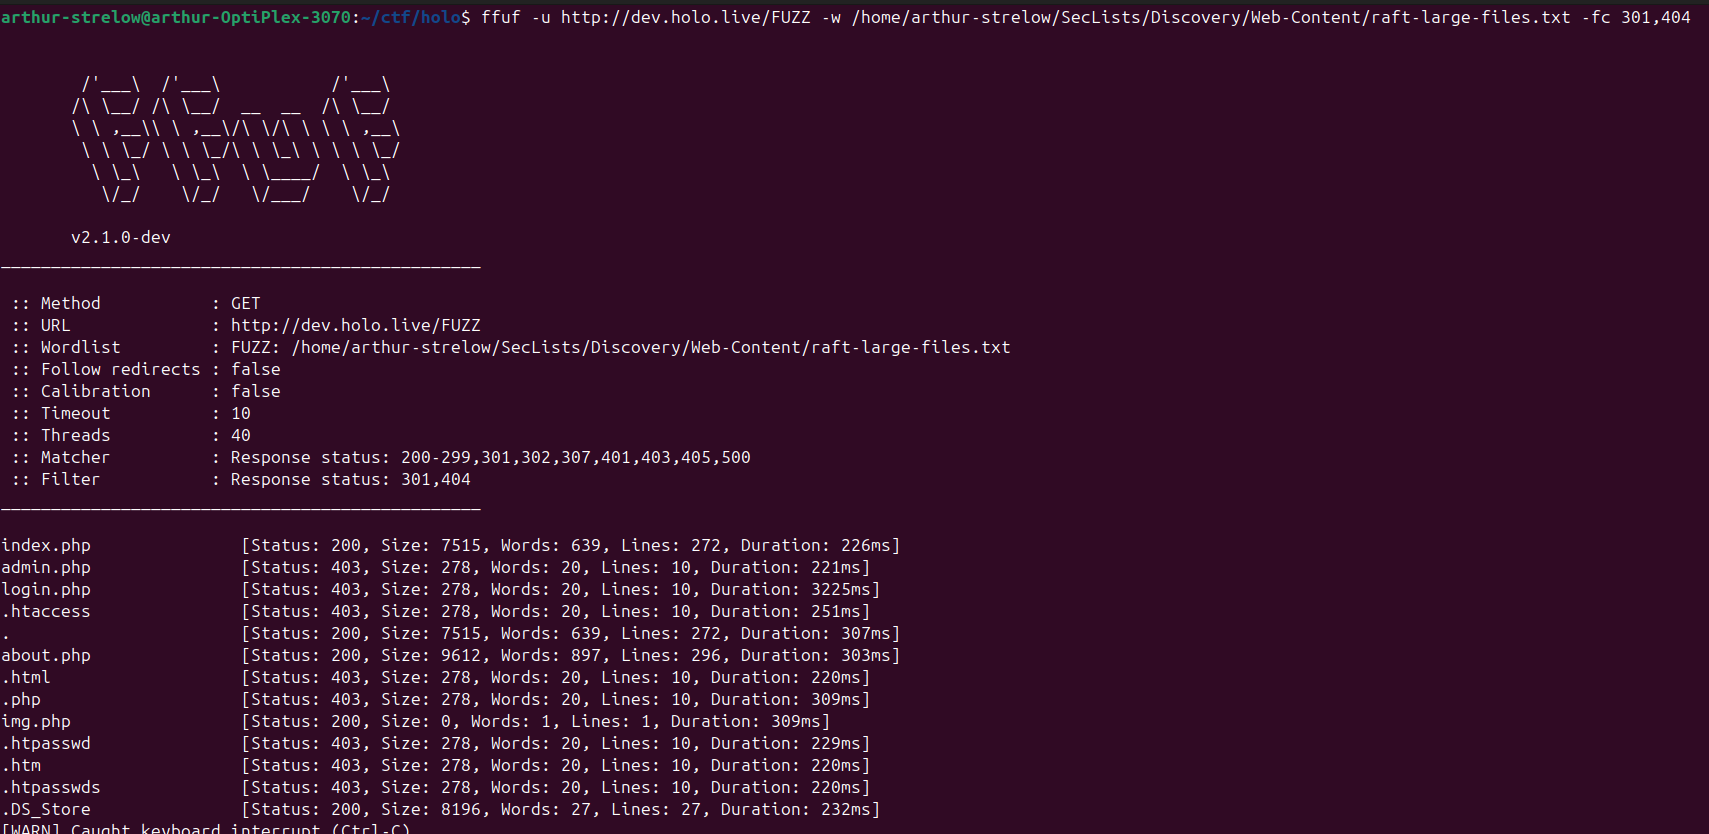 arthur-strelow@arthur-OptiPlex-3070:~/ctf/holo$ ffuf -u http://dev.holo.live/FUZZ -w /home/arthur-strelow/SecLists/Discovery/Web-Content/raft-large-files.txt -fc 301,404
        /'___\  /'___\           /'___\
       /\ \__/ /\ \__/  __  __  /\ \__/
       \ \ ,__\\ \ ,__\/\ \/\ \ \ \ ,__\
        \ \ \_/ \ \ \_/\ \ \_\ \ \ \ \_/
         \ \_\   \ \_\  \ \____/  \ \_\
          \/_/    \/_/   \/___/    \/_/
       v2.1.0-dev
________________________________________________
 :: Method           : GET
 :: URL              : http://dev.holo.live/FUZZ
 :: Wordlist         : FUZZ: /home/arthur-strelow/SecLists/Discovery/Web-Content/raft-large-files.txt
 :: Follow redirects : false
 :: Calibration      : false
 :: Timeout          : 10
 :: Threads          : 40
 :: Matcher          : Response status: 200-299,301,302,307,401,403,405,500
 :: Filter           : Response status: 301,404
________________________________________________
index.php               [Status: 200, Size: 7515, Words: 639, Lines: 272, Duration: 226ms]
admin.php               [Status: 403, Size: 278, Words: 20, Lines: 10, Duration: 221ms]
login.php               [Status: 403, Size: 278, Words: 20, Lines: 10, Duration: 3225ms]
.htaccess               [Status: 403, Size: 278, Words: 20, Lines: 10, Duration: 251ms]
.                       [Status: 200, Size: 7515, Words: 639, Lines: 272, Duration: 307ms]
about.php               [Status: 200, Size: 9612, Words: 897, Lines: 296, Duration: 303ms]
.html                   [Status: 403, Size: 278, Words: 20, Lines: 10, Duration: 220ms]
.php                    [Status: 403, Size: 278, Words: 20, Lines: 10, Duration: 309ms]
img.php                 [Status: 200, Size: 0, Words: 1, Lines: 1, Duration: 309ms]
.htpasswd               [Status: 403, Size: 278, Words: 20, Lines: 10, Duration: 229ms]
.htm                    [Status: 403, Size: 278, Words: 20, Lines: 10, Duration: 220ms]
.htpasswds              [Status: 403, Size: 278, Words: 20, Lines: 10, Duration: 220ms]
.DS_Store               [Status: 200, Size: 8196, Words: 27, Lines: 27, Duration: 232ms]
[WARN] Caught keyboard interrupt (Ctrl-C)